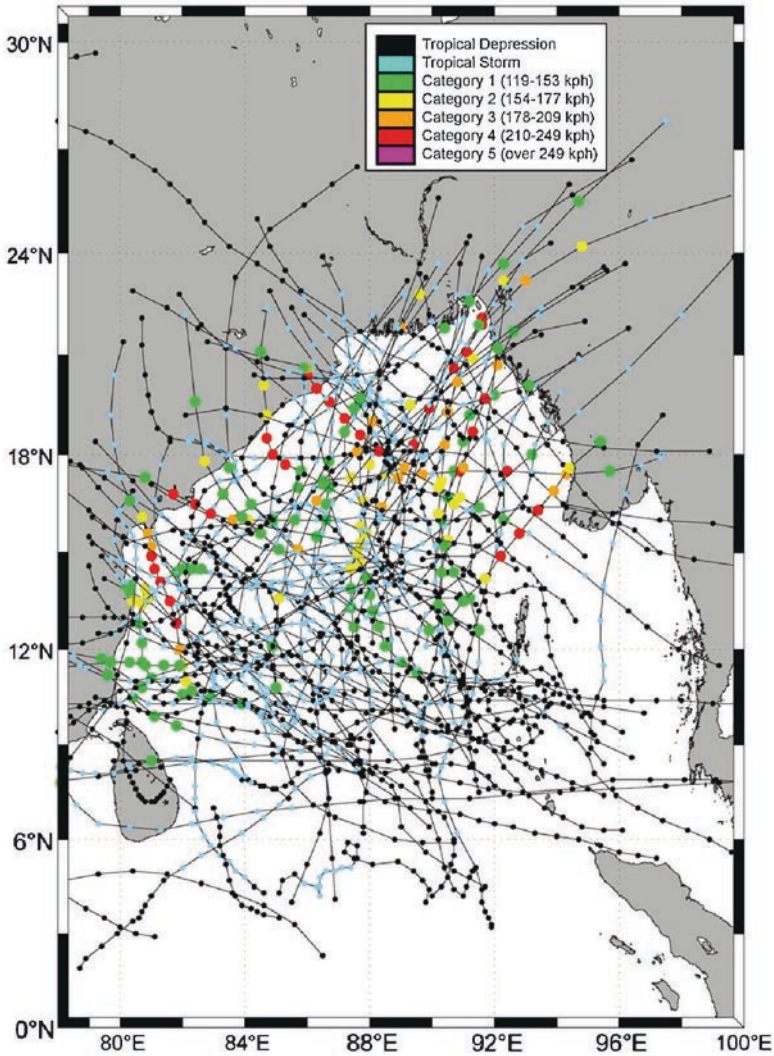 30°N
Tropical Depression
Tropical Storm
Category 1 (119-153 kph)
Category 2 (154-177 kph)
Category 3 (178-209 kph)
Category 4 (210-249 kph)
Category 5 (over 249 kph)
24°N
18°N
12°N
6°N
0°N
80°E 84°E 88°E 92°E 96°E 100°E